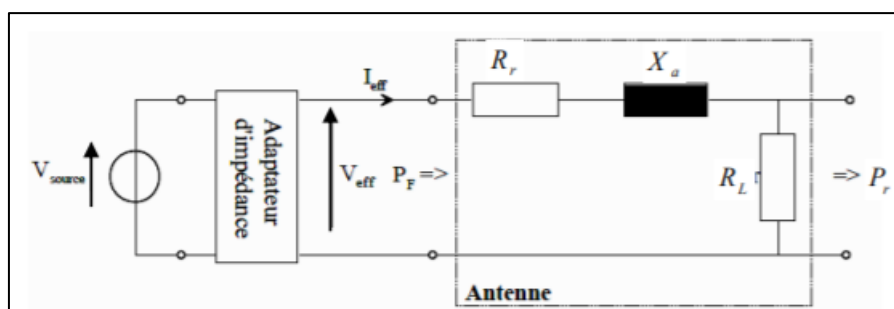 I_eff
R_r
X_a
V_source
Adaptateur
d'impédance
V_eff
P_F =>
R_L
=> P_r
Antenne